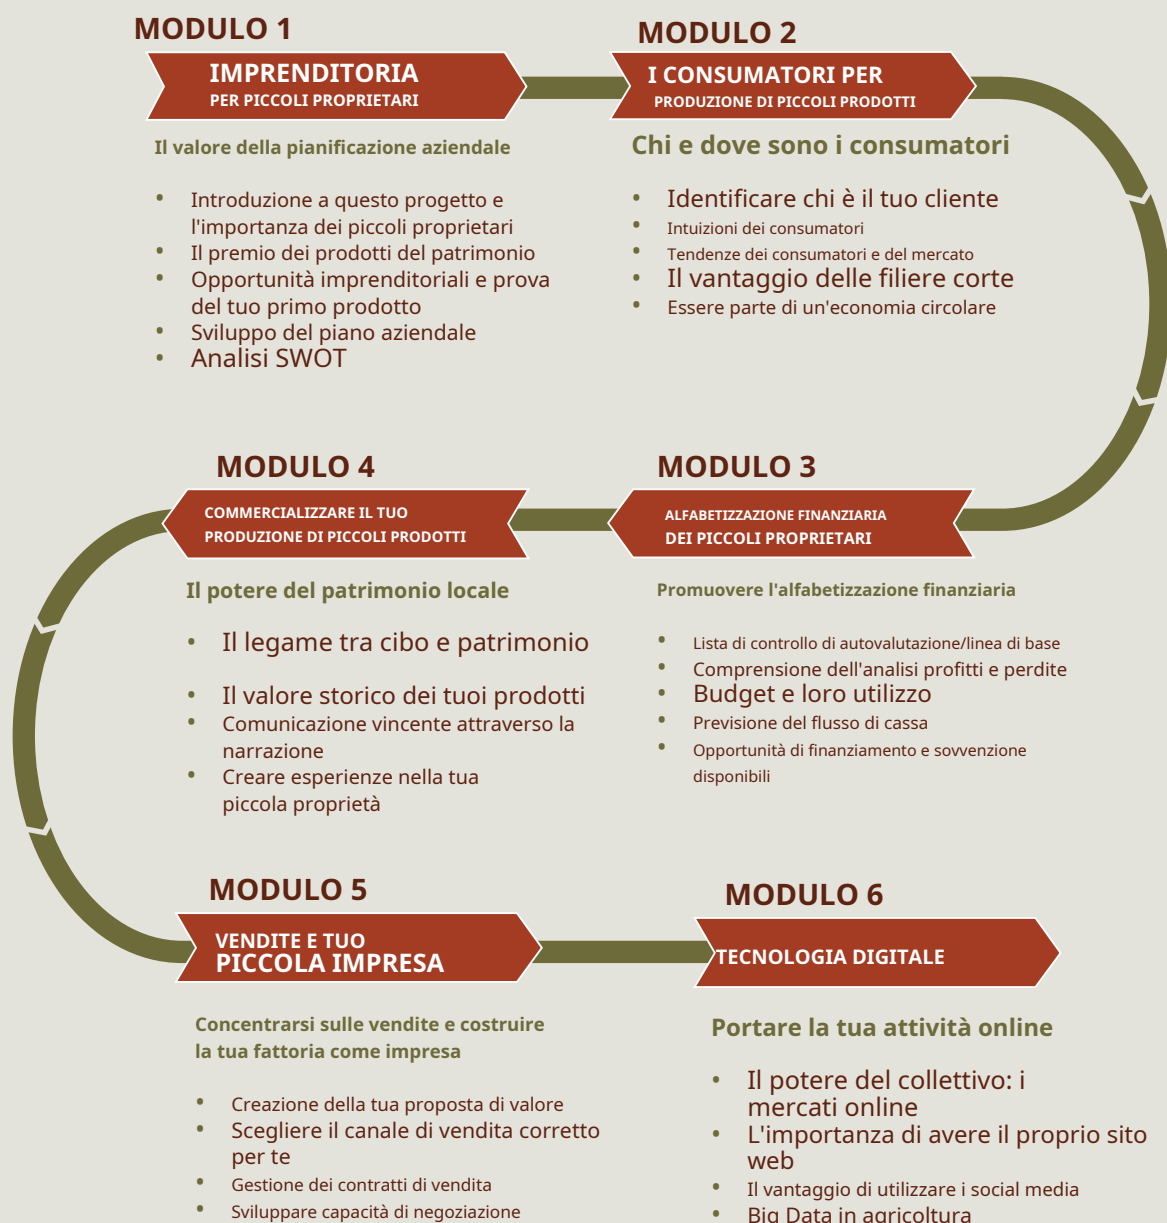 MODULO 1
IMPRENDITORIA
PER PICCOLI PROPRIETARI
Il valore della pianificazione aziendale
• Introduzione a questo progetto e
l'importanza dei piccoli proprietari
• Il premio dei prodotti del patrimonio
• Opportunità imprenditoriali e prova
del tuo primo prodotto
• Sviluppo del piano aziendale
• Analisi SWOT
MODULO 2
I CONSUMATORI PER
PRODUZIONE DI PICCOLI PRODOTTI
Chi e dove sono i consumatori
• Identificare chi è il tuo cliente
• Intuizioni dei consumatori
• Tendenze dei consumatori e del mercato
• Il vantaggio delle filiere corte
• Essere parte di un'economia circolare
MODULO 3
ALFABETIZZAZIONE FINANZIARIA
DEI PICCOLI PROPRIETARI
Promuovere l'alfabetizzazione finanziaria
• Lista di controllo di autovalutazione/linea di base
• Comprensione dell'analisi profitti e perdite
• Budget e loro utilizzo
• Previsione del flusso di cassa
• Opportunità di finanziamento e sovvenzione
disponibili
MODULO 4
COMMERCIALIZZARE IL TUO
PRODUZIONE DI PICCOLI PRODOTTI
Il potere del patrimonio locale
• Il legame tra cibo e patrimonio
• Il valore storico dei tuoi prodotti
• Comunicazione vincente attraverso la
narrazione
• Creare esperienze nella tua
piccola proprietà
MODULO 5
VENDITE E TUO
PICCOLA IMPRESA
Concentrarsi sulle vendite e costruire
la tua fattoria come impresa
• Creazione della tua proposta di valore
• Scegliere il canale di vendita corretto
per te
• Gestione dei contratti di vendita
• Sviluppare capacità di negoziazione
MODULO 6
TECNOLOGIA DIGITALE
Portare la tua attività online
• Il potere del collettivo: i
mercati online
• L'importanza di avere il proprio sito
web
• Il vantaggio di utilizzare i social media
• Big Data in agricoltura